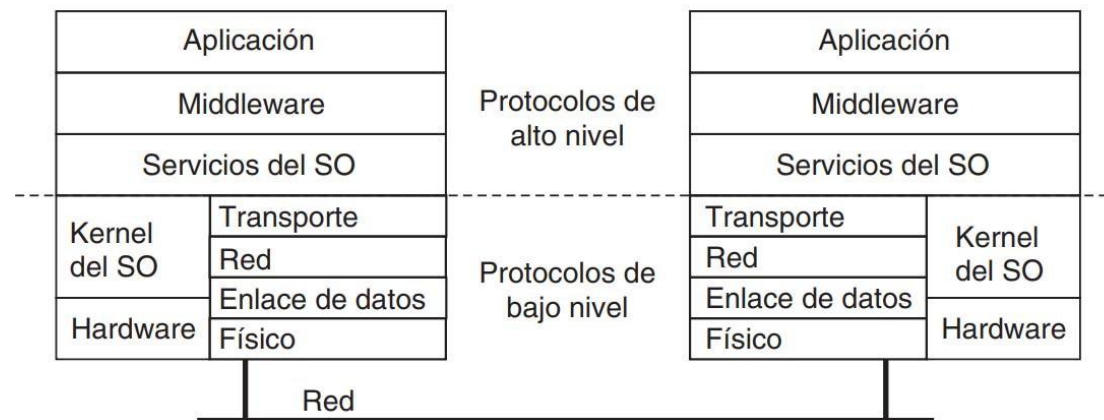 Aplicación
Middleware
Servicios del SO
Kernel
del SO
Hardware
Transporte
Red
Enlace de datos
Físico
Protocolos de
alto nivel
Protocolos de
bajo nivel
Aplicación
Middleware
Servicios del SO
Transporte
Red
Enlace de datos
Físico
Kernel
del SO
Hardware
Red